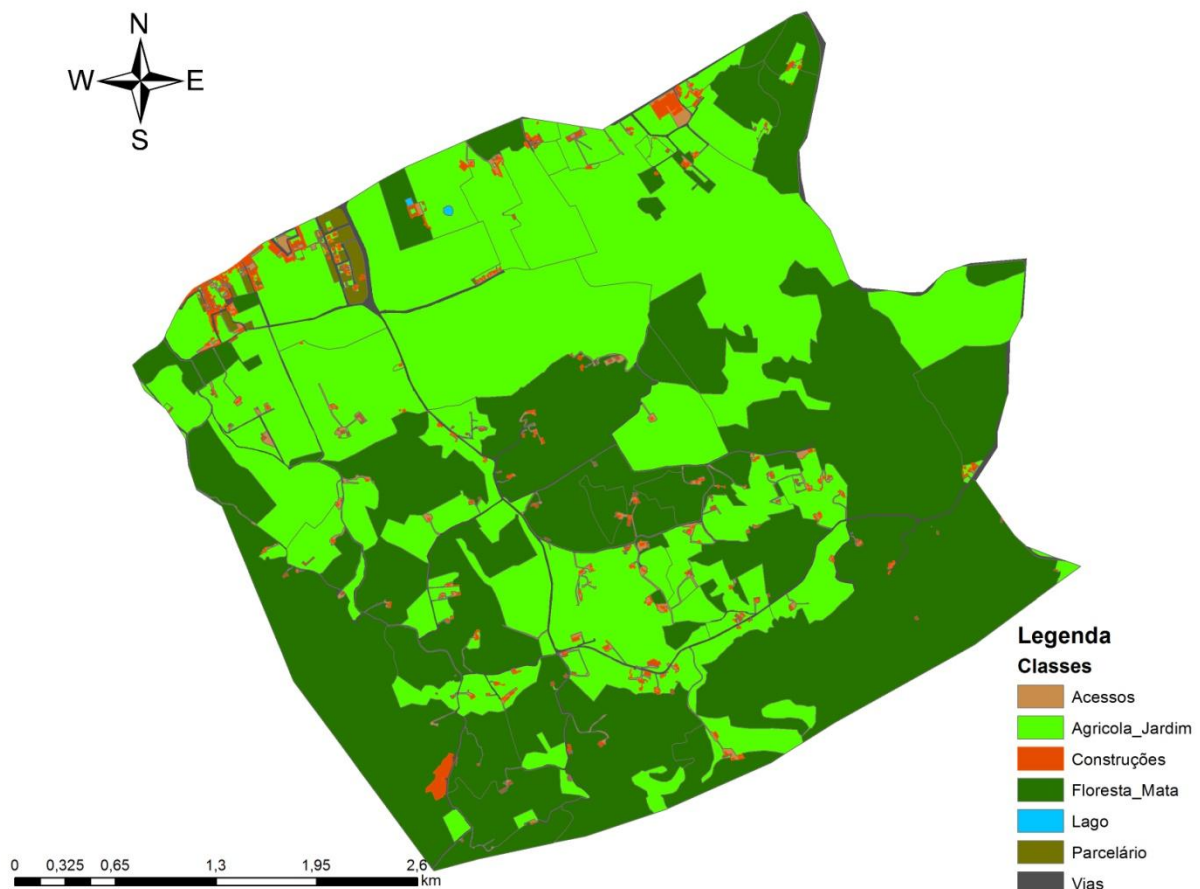 N
W E
S
Legenda
Classes
Acessos
Agricola_Jardim
Construções
Floresta_Mata
Lago
Parcelário
Vias
0 0,325 0,65 1,3 1,95 2,6
km